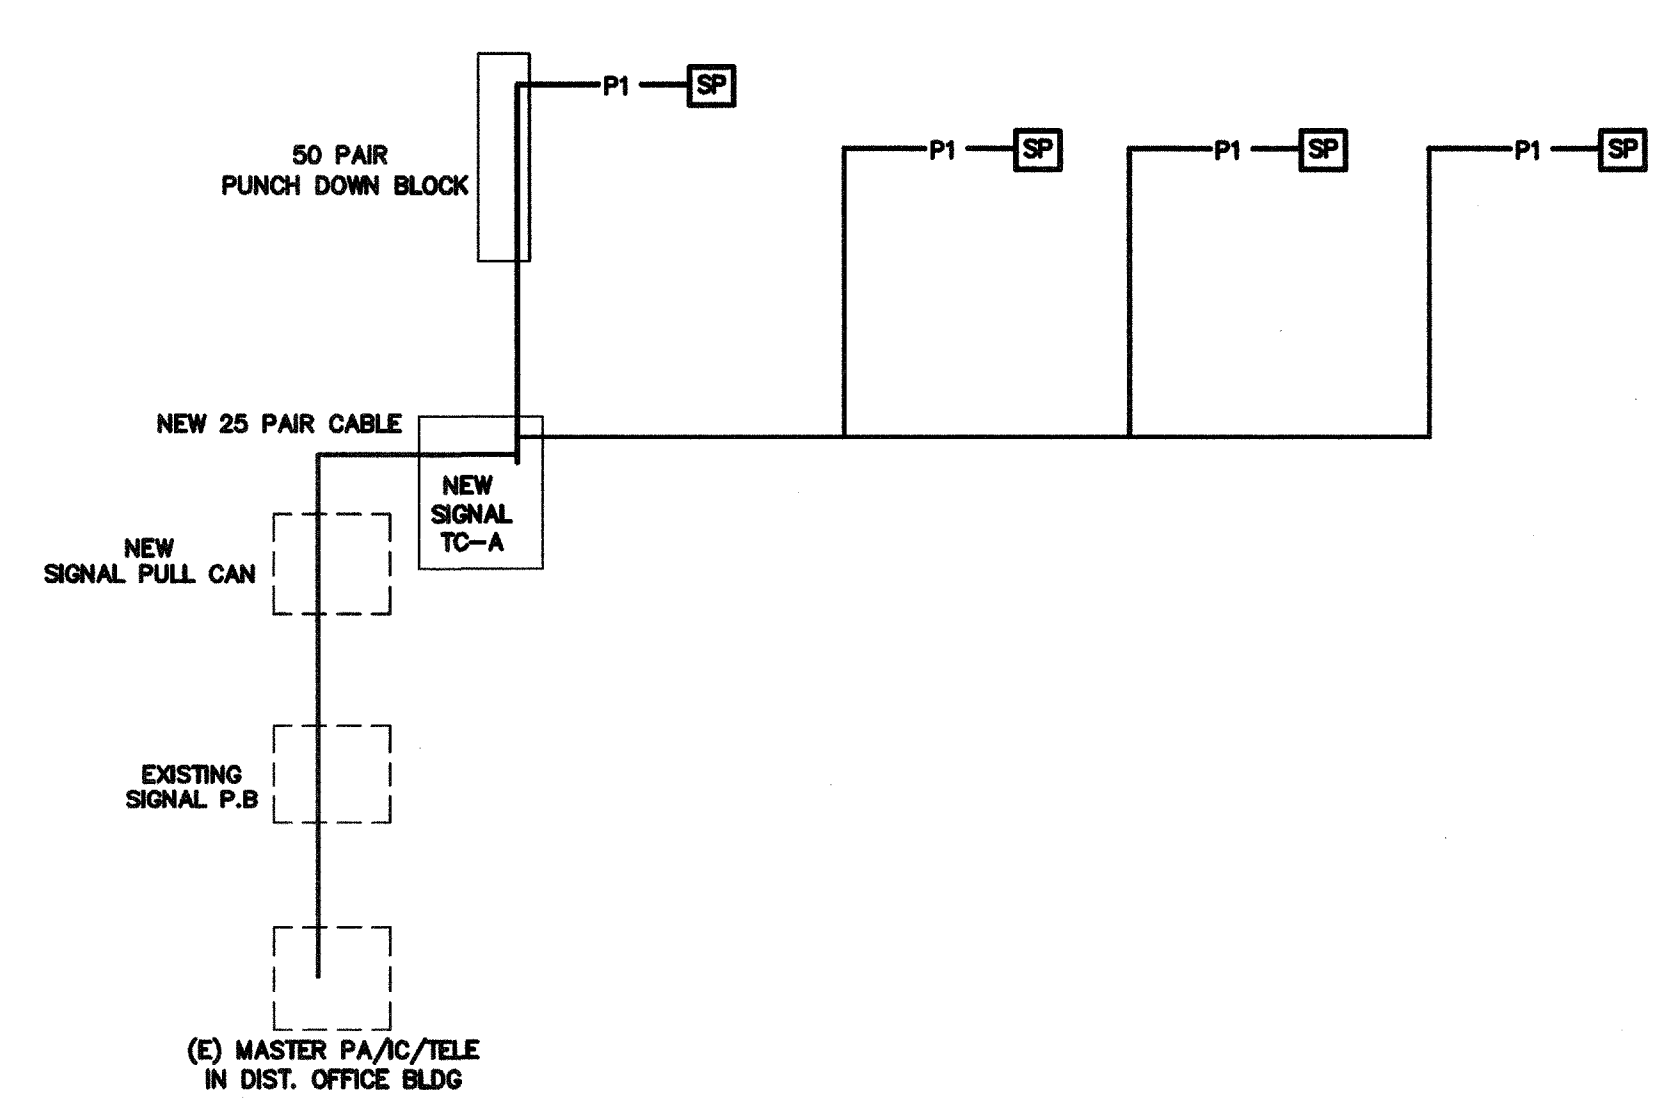 P1 SP
50 PAIR
PUNCH DOWN BLOCK
P1 SP P1 SP P1 SP
NEW 25 PAIR CABLE
NEW
SIGNAL
TC-A
NEW
SIGNAL PULL CAN
EXISTING
SIGNAL P.B
(E) MASTER PA/IC/TELE
IN DIST. OFFICE BLDG